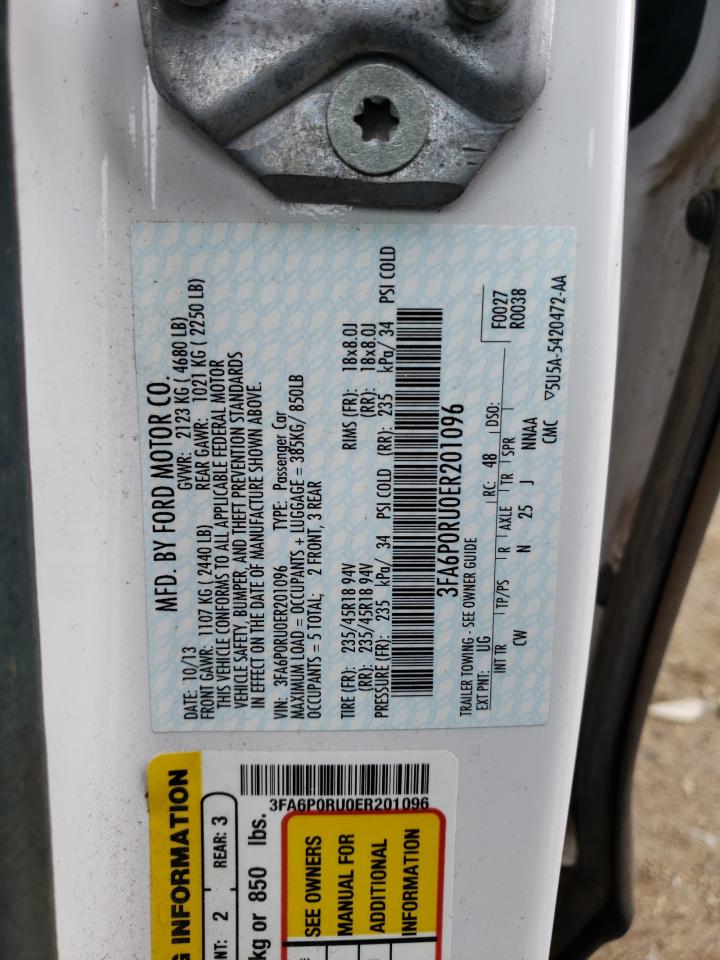 MFD. BY FORD MOTOR CO.
DATE: 10/13 GVWR: 2123 KG ( 4680 LB)
FRONT GAWR: 1107 KG ( 2440 LB) REAR GAWR: 1021 KG ( 2250 LB)
THIS VEHICLE CONFORMS TO ALL APPLICABLE FEDERAL MOTOR
VEHICLE SAFETY, BUMPER, AND THEFT PREVENTION STANDARDS
IN EFFECT ON THE DATE OF MANUFACTURE SHOWN ABOVE.
VIN: 3FA6P0RU0ER201096 TYPE: Passenger Car
MAXIMUM LOAD = OCCUPANTS + LUGGAGE = 385KG/ 850LB
OCCUPANTS = 5 TOTAL; 2 FRONT, 3 REAR
TIRE (FR): 235/45R18 94V RIMS (FR): 18x8.0J
(RR): 235/45R18 94V (RR): 18x8.0J
PRESSURE (FR): 235 kPa/ 34 PSI COLD (RR): 235 kPa/ 34 PSI COLD
3FA6P0RU0ER201096
TRAILER TOWING - SEE OWNER GUIDE
EXT PNT: UG RC: 48 DSO: F0027
R0038
INT TR TP/PS R AXLE TR SPR
CW N 25 J NNAA
CMC ▽5U5A-5420472-AA
G INFORMATION
NT: 2 REAR: 3
kg or 850 lbs.
3FA6P0RU0ER201096
SEE OWNERS
MANUAL FOR
ADDITIONAL
INFORMATION